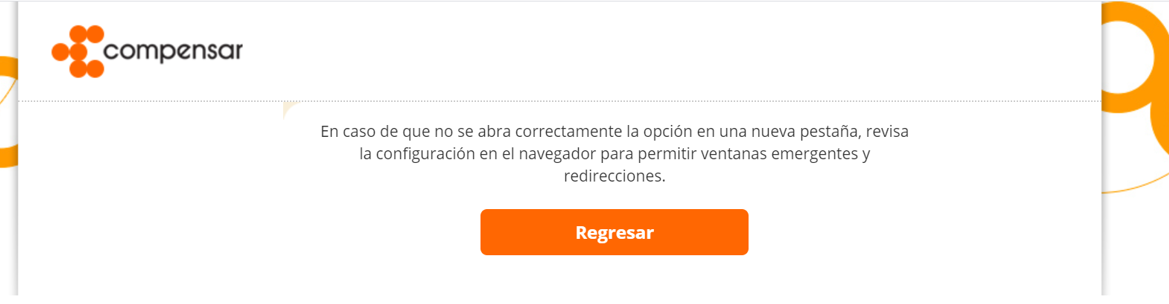 compensar
En caso de que no se abra correctamente la opción en una nueva pestaña, revisa
la configuración en el navegador para permitir ventanas emergentes y
redirecciones.
Regresar